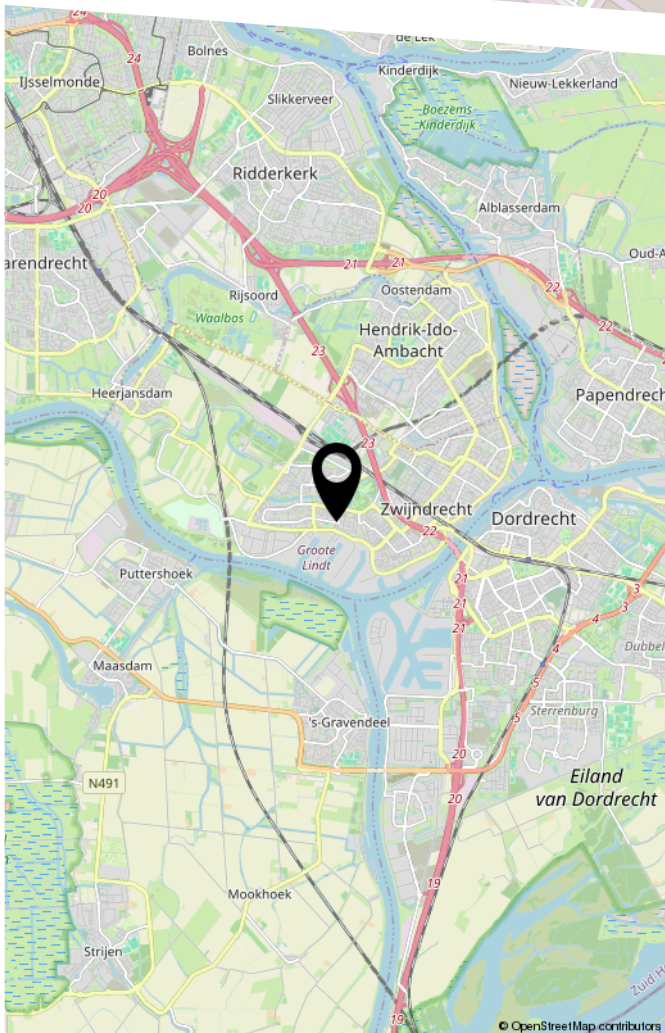 24
24
Bolnes
de Lek
Kinderdijk
IJsselmonde
Nieuw-Lekkerland
Slikkerveer
Boezems
Kinderdijk
20
20
Ridderkerk
Alblasserdam
arendrecht
21
21
Oud-A
22
Rijsoord
Oostendam
Waalbos
22
Hendrik-Ido-
Ambacht
23
Heerjansdam
Papendrech
23
Zwijndrecht
Dordrecht
22
Groote
Lindt
Puttershoek
21
21
21
3
3
4
4
Dubbel
Maasdam
5
5
's-Gravendeel
Sterrenburg
20
20
N491
Eiland
van Dordrecht
19
Mookhoek
Strijen
Zuid-H
19
© OpenStreetMap contributors